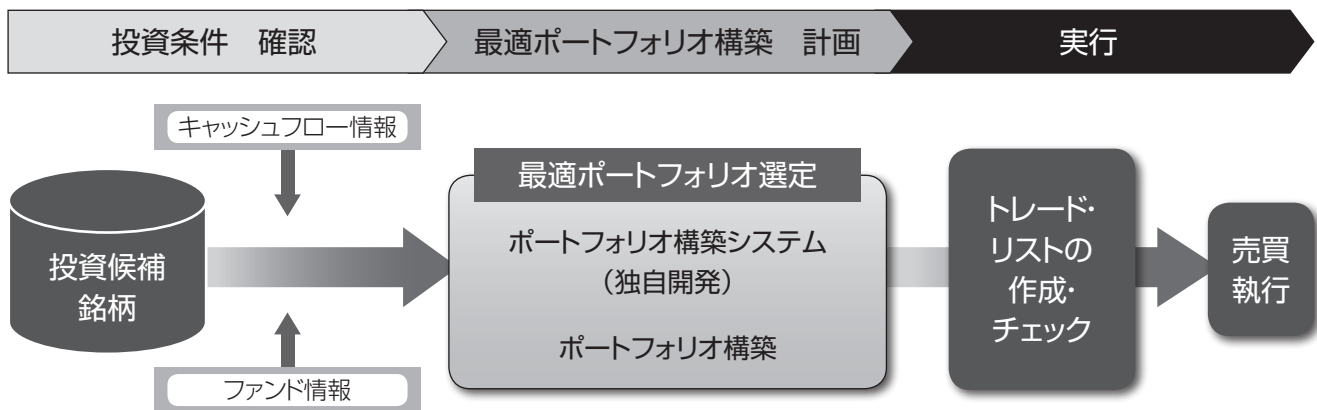 投資条件　確認
最適ポートフォリオ構築　計画
実行
キャッシュフロー情報
投資候補
銘柄
ファンド情報
最適ポートフォリオ選定
ポートフォリオ構築システム
（独自開発）
ポートフォリオ構築
トレード・
リストの
作成・
チェック
売買
執行